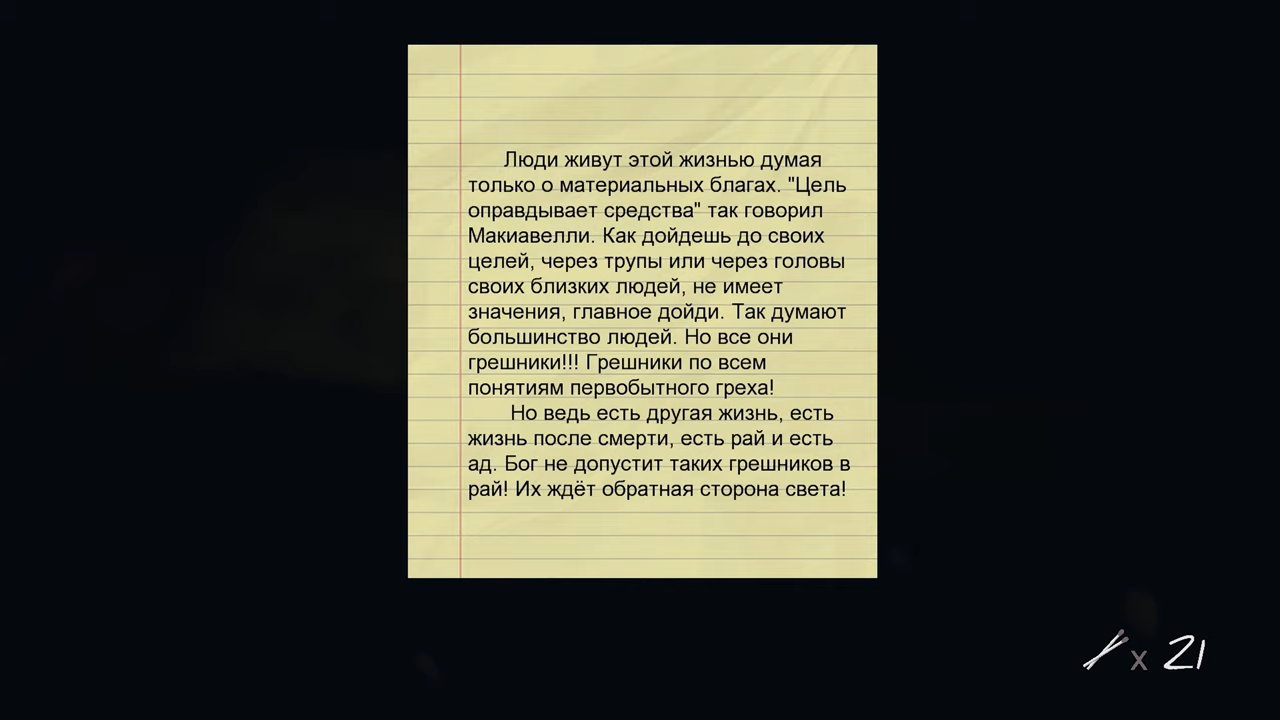 Люди живут этой жизнью думая
только о материальных благах. "Цель
оправдывает средства" так говорил
Макиавелли. Как дойдешь до своих
целей, через трупы или через головы
своих близких людей, не имеет
значения, главное дойди. Так думают
большинство людей. Но все они
грешники!!! Грешники по всем
понятиям первобытного греха!
Но ведь есть другая жизнь, есть
жизнь после смерти, есть рай и есть
ад. Бог не допустит таких грешников в
рай! Их ждёт обратная сторона света!
x 21